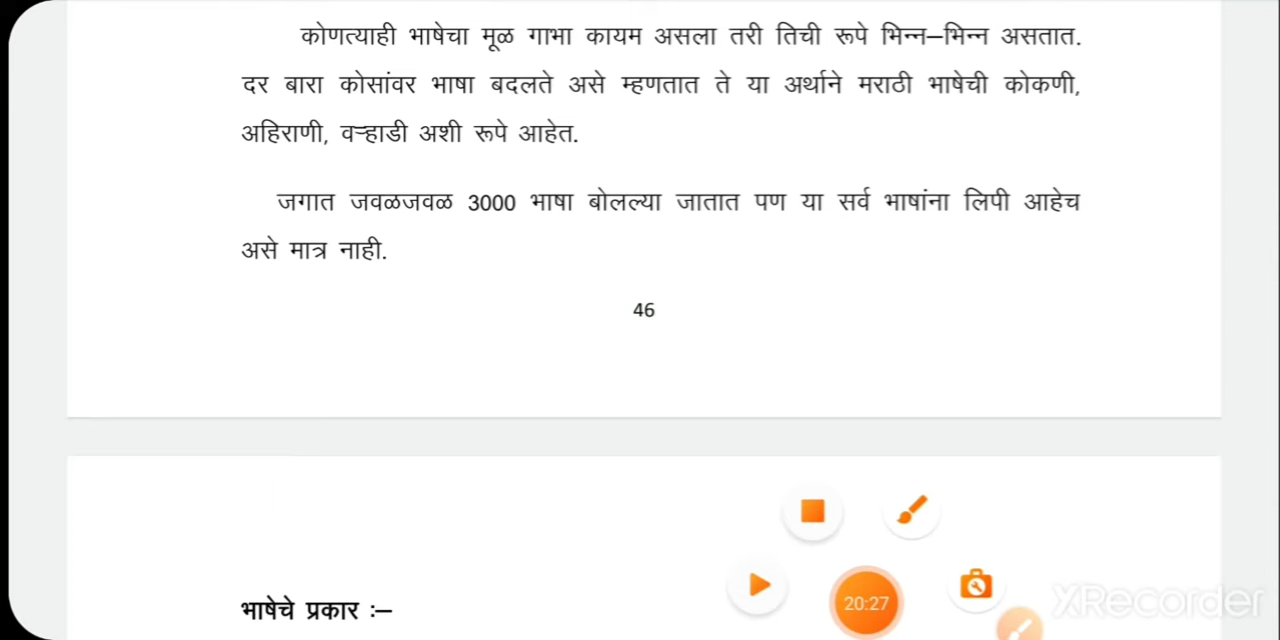 कोणत्याही भाषेचा मूळ गाभा कायम असला तरी तिची रूपे भिन्न–भिन्न असतात.
दर बारा कोसांवर भाषा बदलते असे म्हणतात ते या अर्थाने मराठी भाषेची कोकणी,
अहिराणी, वऱ्हाडी अशी रूपे आहेत.
जगात जवळजवळ 3000 भाषा बोलल्या जातात पण या सर्व भाषांना लिपी आहेच
असे मात्र नाही.
46
भाषेचे प्रकार :–
20:27
XRecorder